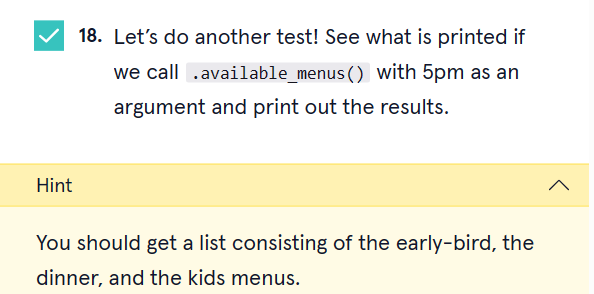 18. Let’s do another test! See what is printed if
we call .available_menus() with 5pm as an
argument and print out the results.
Hint
You should get a list consisting of the early-bird, the
dinner, and the kids menus.